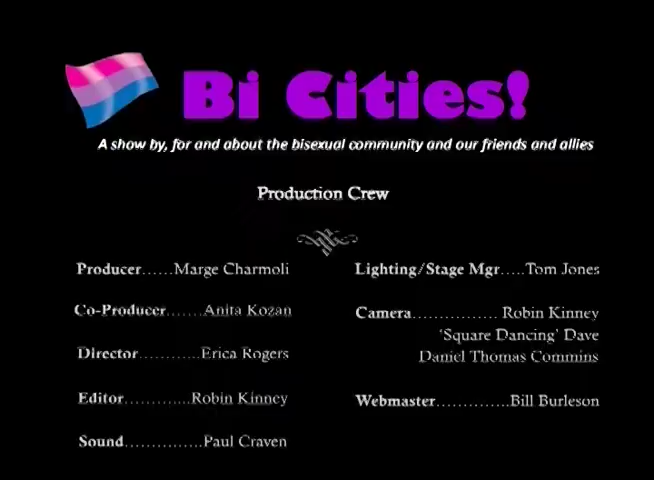 Bi Cities!
A show by, for and about the bisexual community and our friends and allies
Production Crew
Producer......Marge Charmoli
Co-Producer.......Anita Kozan
Director............Erica Rogers
Editor............Robin Kinney
Sound...............Paul Craven
Lighting/Stage Mgr.....Tom Jones
Camera................ Robin Kinney
'Square Dancing' Dave
Daniel Thomas Commins
Webmaster..............Bill Burleson